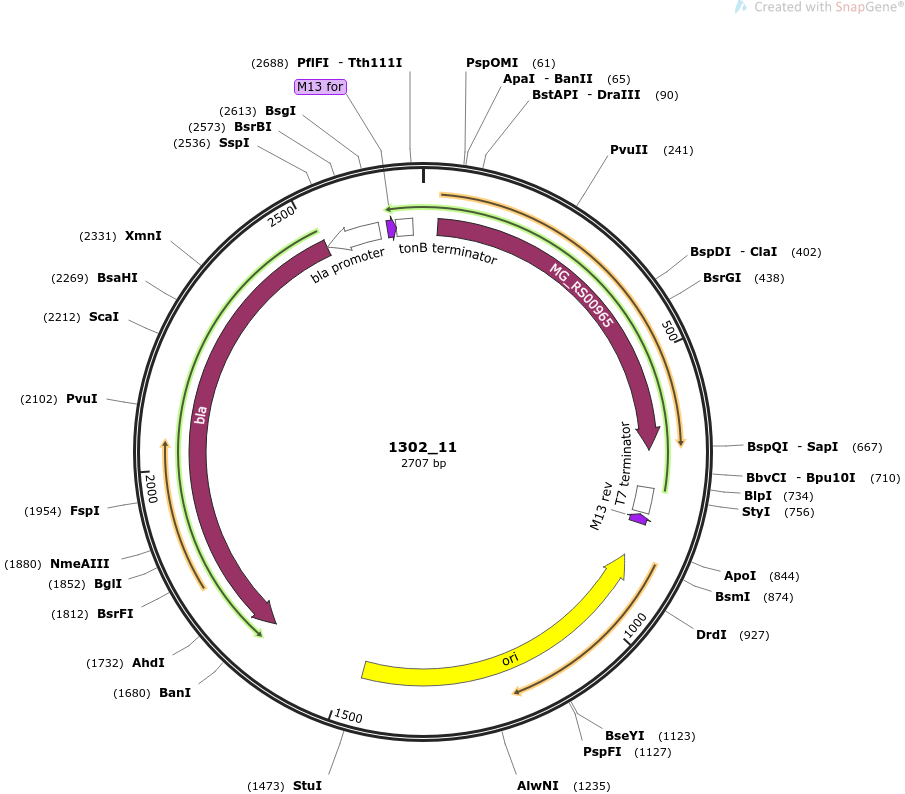 Created with SnapGene®
(2688) PflFI - Tth111I
PspOMI (61)
M13 for
ApaI - BanII (65)
BstAPI - DraIII (90)
(2613) BsgI
(2573) BsrBI
(2536) SspI
PvuII (241)
2500
(2331) XmnI
bla promoter
tonB terminator
BspDI - ClaI (402)
(2269) BsaHI
MG_RS00965
BsrGI (438)
(2212) ScaI
500
(2102) PvuI
bla
1302_11
2707 bp
BspQI - SapI (667)
T7 terminator
BbvCI - Bpu10I (710)
2000
BlpI (734)
M13 rev
(1954) FspI
StyI (756)
(1880) NmeAIII
ApoI (844)
(1852) BglI
BsmI (874)
(1812) BsrFI
1000
DrdI (927)
(1732) AhdI
ori
(1680) BanI
1500
BseYI (1123)
PspFI (1127)
(1473) StuI
AlwNI (1235)